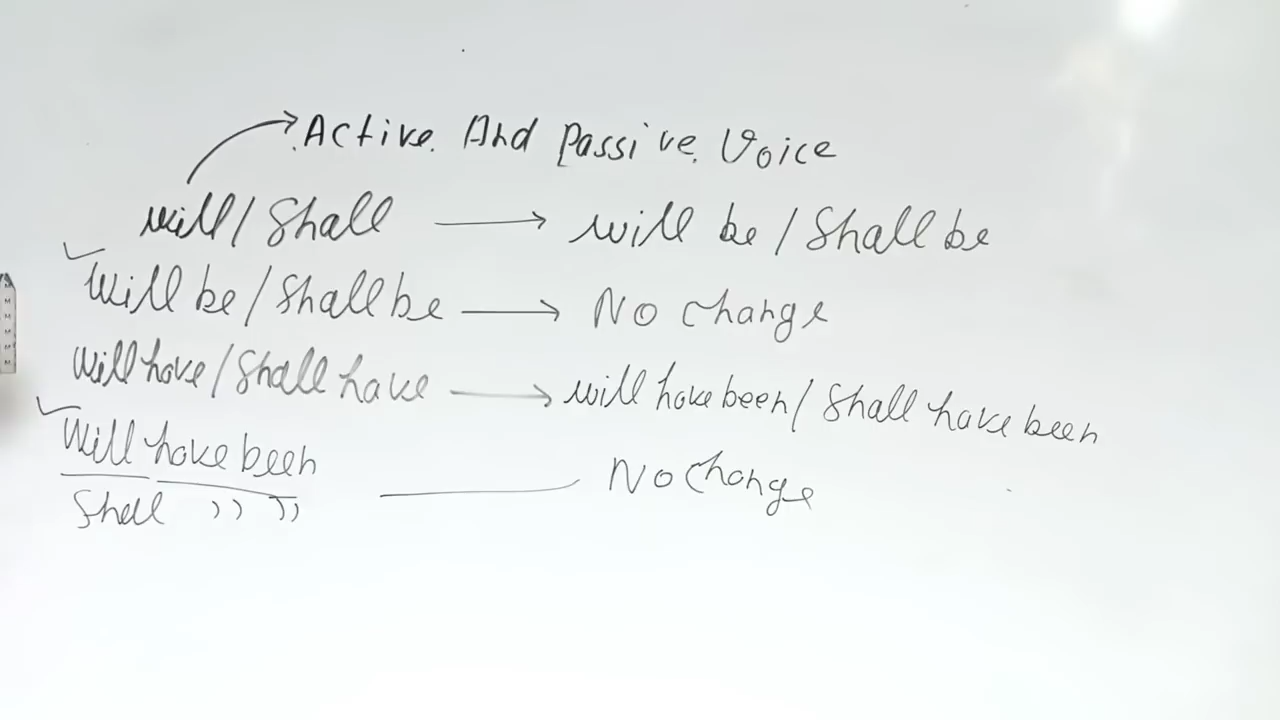 Active And Passive Voice
will/Shall → will be / Shall be
Will be/Shall be → No change
Will have/Shall have → will have been/ Shall have been
Will have been — No change
Shall ,, ,,